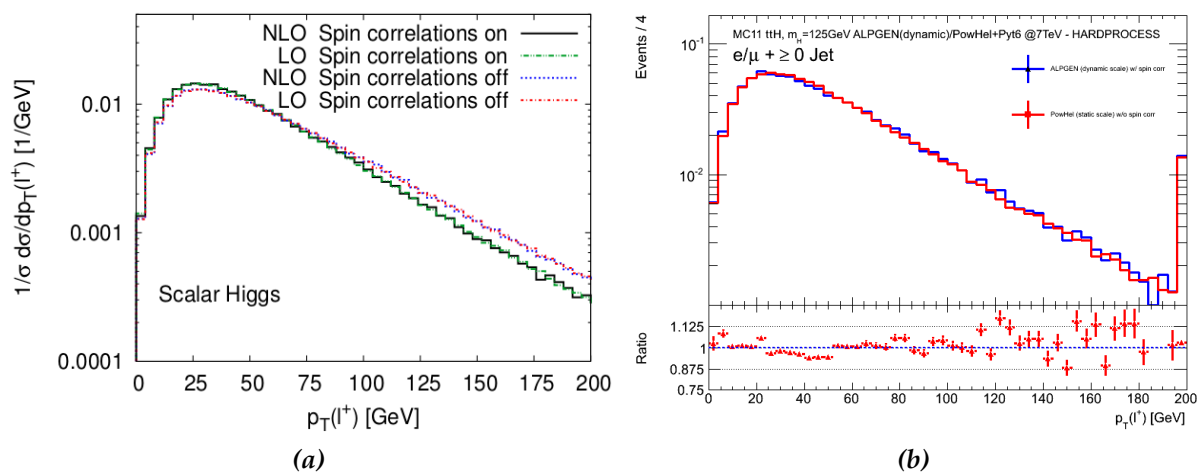 NLO Spin correlations on
LO Spin correlations on
NLO Spin correlations off
LO Spin correlations off
0.01
0.001
0.0001
1/σ dσ/dp_T(l⁺) [1/GeV]
Scalar Higgs
0 25 50 75 100 125 150 175 200
p_T(l⁺) [GeV]
(a)
Events / 4
MC11 ttH, m_H=125GeV ALPGEN(dynamic)/PowHel+Pyt6 @7TeV - HARDPROCESS
e/μ + ≥ 0 Jet
ALPGEN (dynamic scale) w/ spin corr
PowHel (static scale) w/o spin corr
10⁻¹
10⁻²
Ratio
1.125
1
0.875
0.75
0 20 40 60 80 100 120 140 160 180 200
p_T(l⁺) [GeV]
(b)